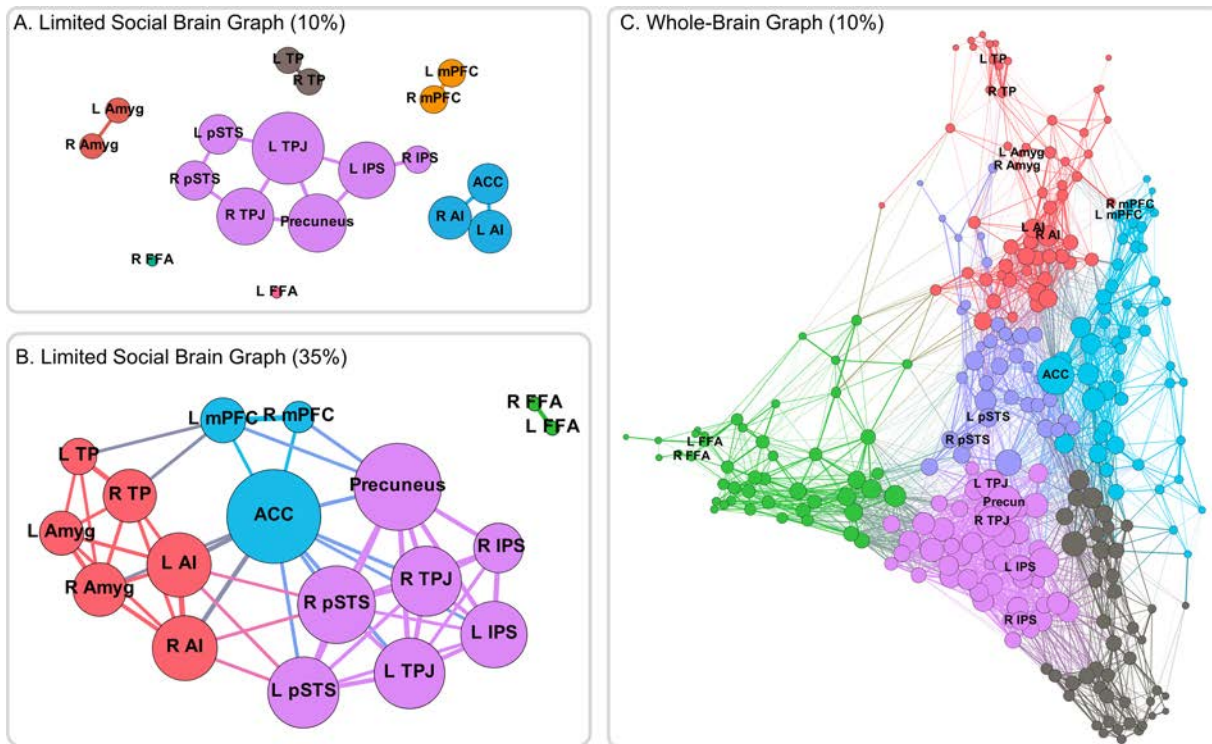 A. Limited Social Brain Graph (10%)
L TP
R TP
L mPFC
R mPFC
L Amyg
R Amyg
L pSTS
L TPJ
L IPS
R IPS
R pSTS
ACC
R TPJ
Precuneus
R AI
L AI
R FFA
L FFA
B. Limited Social Brain Graph (35%)
L mPFC
R mPFC
R FFA
L FFA
L TP
R TP
Precuneus
ACC
L Amyg
R IPS
L AI
R Amyg
R TPJ
R pSTS
L IPS
R AI
L TPJ
L pSTS
C. Whole-Brain Graph (10%)
L TP
R TP
L Amyg
R Amyg
R mPFC
L mPFC
L AI
R AI
ACC
L pSTS
R pSTS
L FFA
R FFA
L TPJ
Precun
R TPJ
L IPS
R IPS